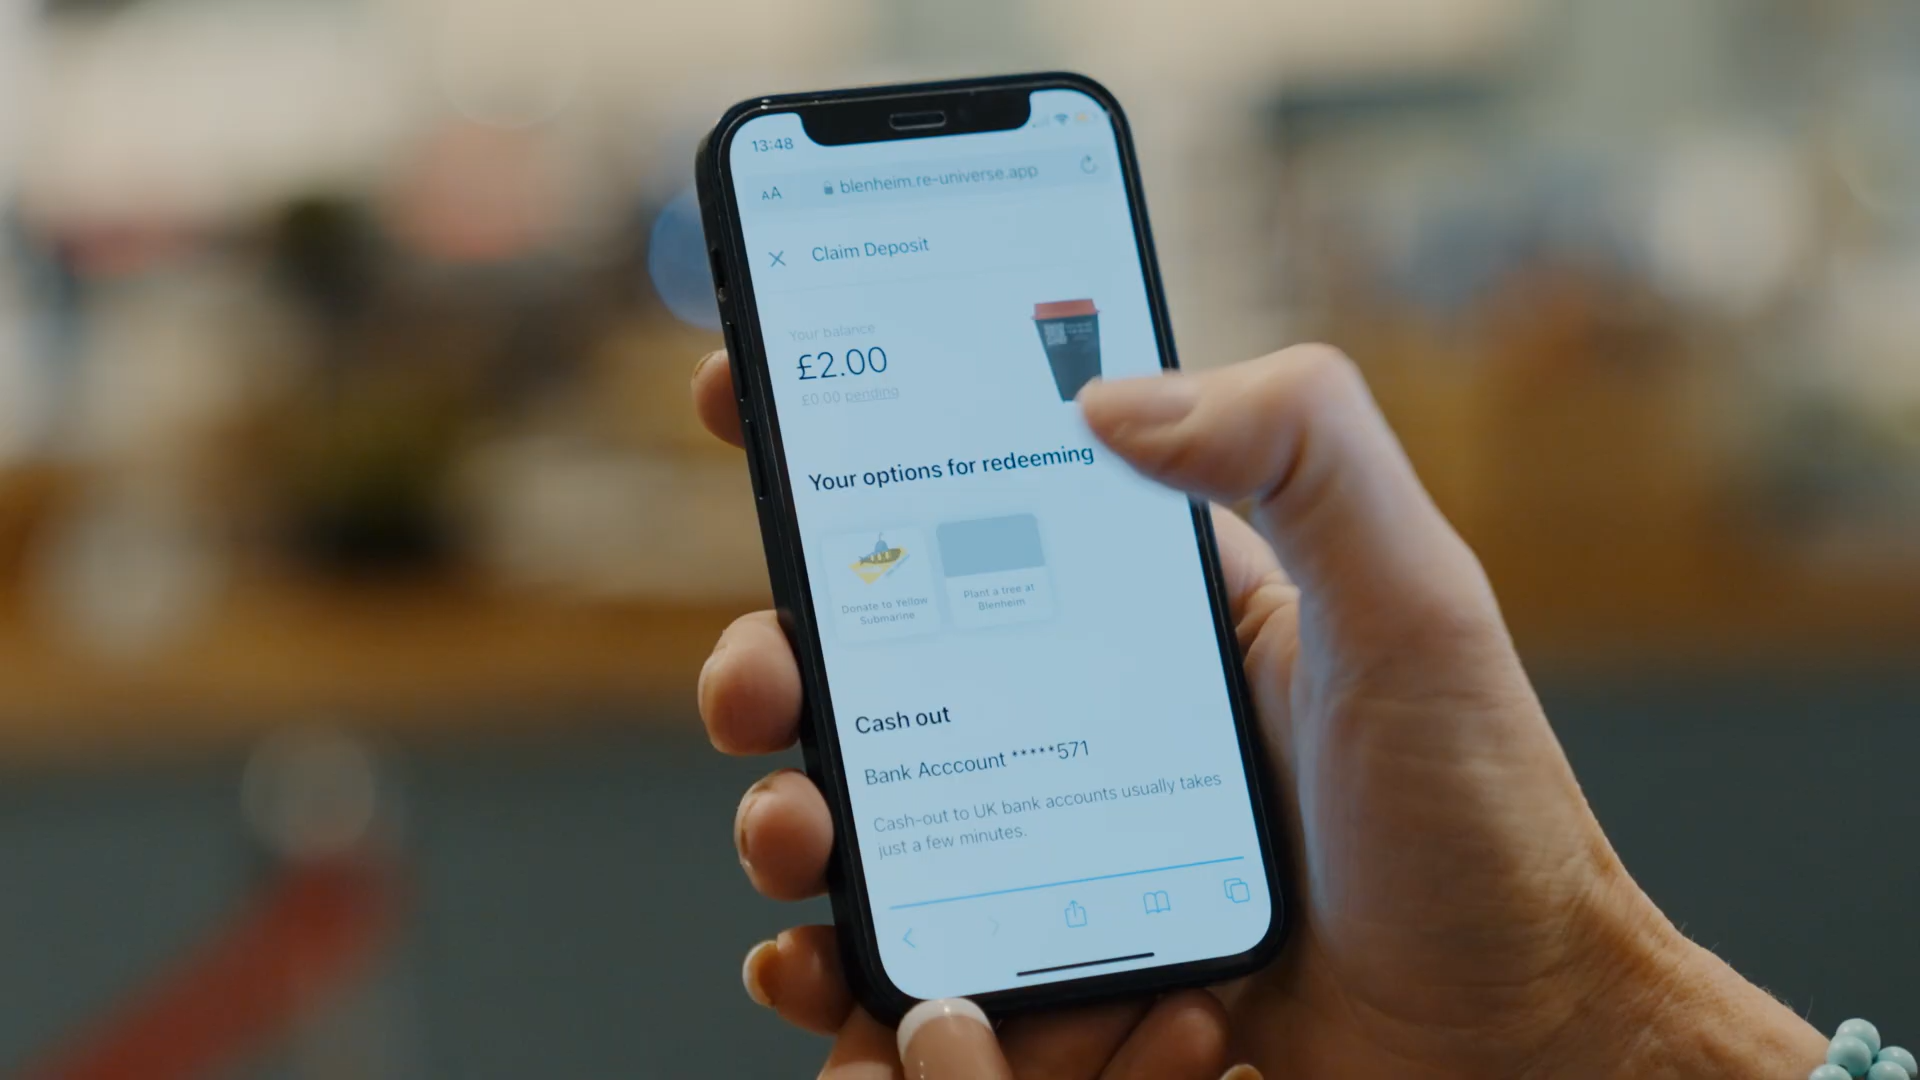 13:48
AA blenheim.re-universe.app
Claim Deposit
Your balance
£2.00
£0.00 pending
Your options for redeeming
Donate to Yellow
Submarine
Plant a tree at
Blenheim
Cash out
Bank Acccount *****571
Cash-out to UK bank accounts usually takes
just a few minutes.